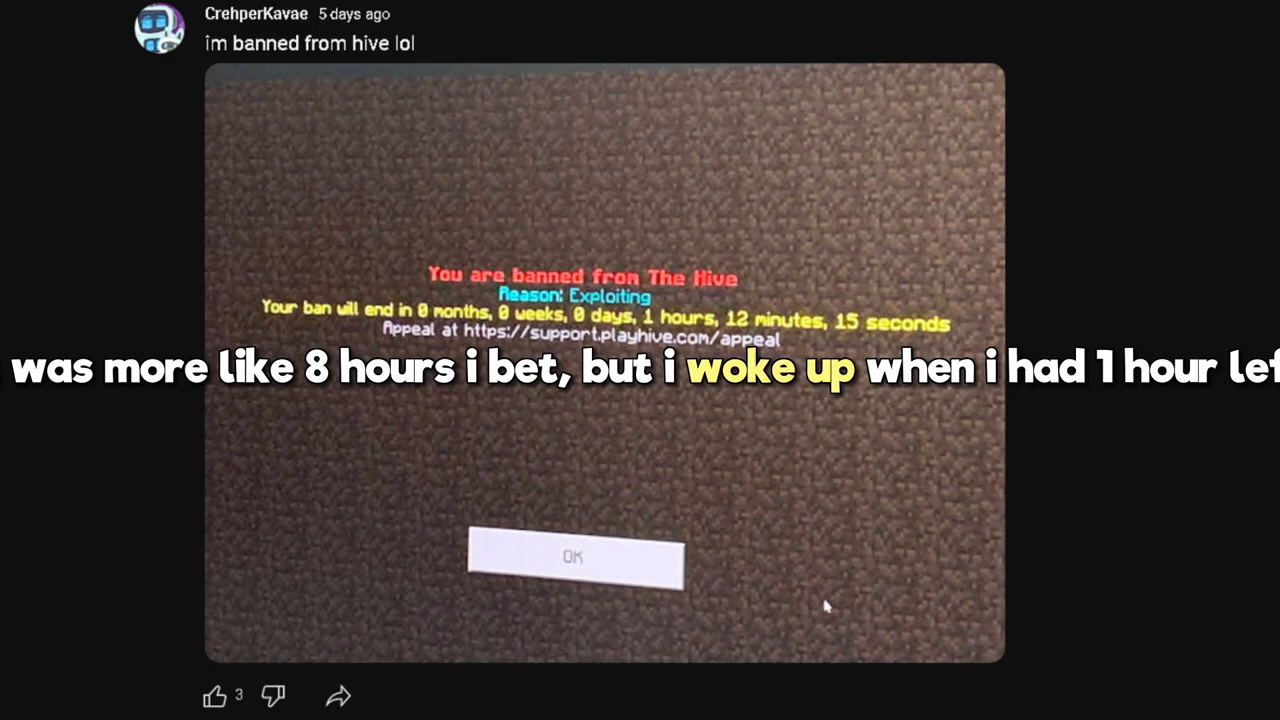 CrehperKavae 5 days ago
im banned from hive lol
You are banned from The Hive
Reason: Exploiting
Your ban will end in 0 months, 0 weeks, 0 days, 1 hours, 12 minutes, 15 seconds
Appeal at https://support.playhive.com/appeal
was more like 8 hours i bet, but i woke up when i had 1 hour lef
OK
3